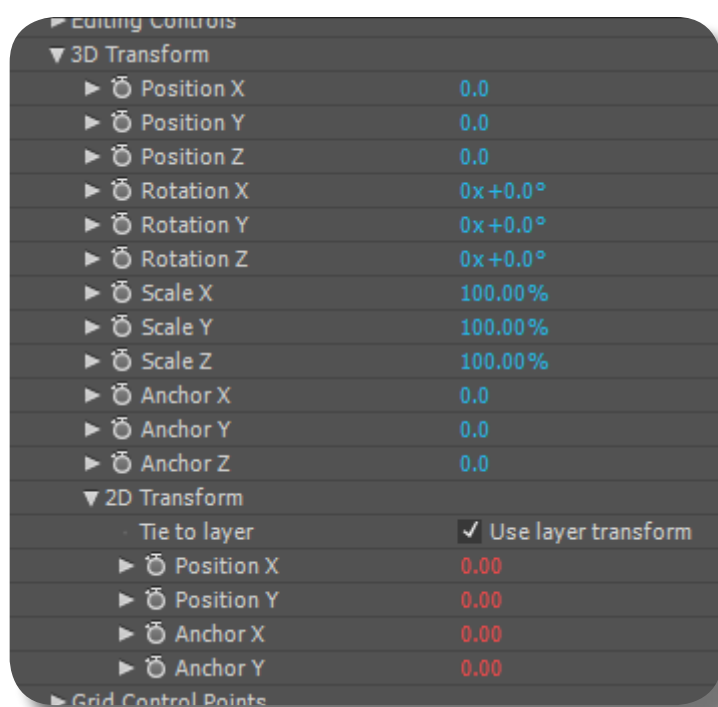 Editing Controls
3D Transform
Position X 0.0
Position Y 0.0
Position Z 0.0
Rotation X 0x+0.0°
Rotation Y 0x+0.0°
Rotation Z 0x+0.0°
Scale X 100.00%
Scale Y 100.00%
Scale Z 100.00%
Anchor X 0.0
Anchor Y 0.0
Anchor Z 0.0
2D Transform
Tie to layer Use layer transform
Position X 0.00
Position Y 0.00
Anchor X 0.00
Anchor Y 0.00
Grid Control Points